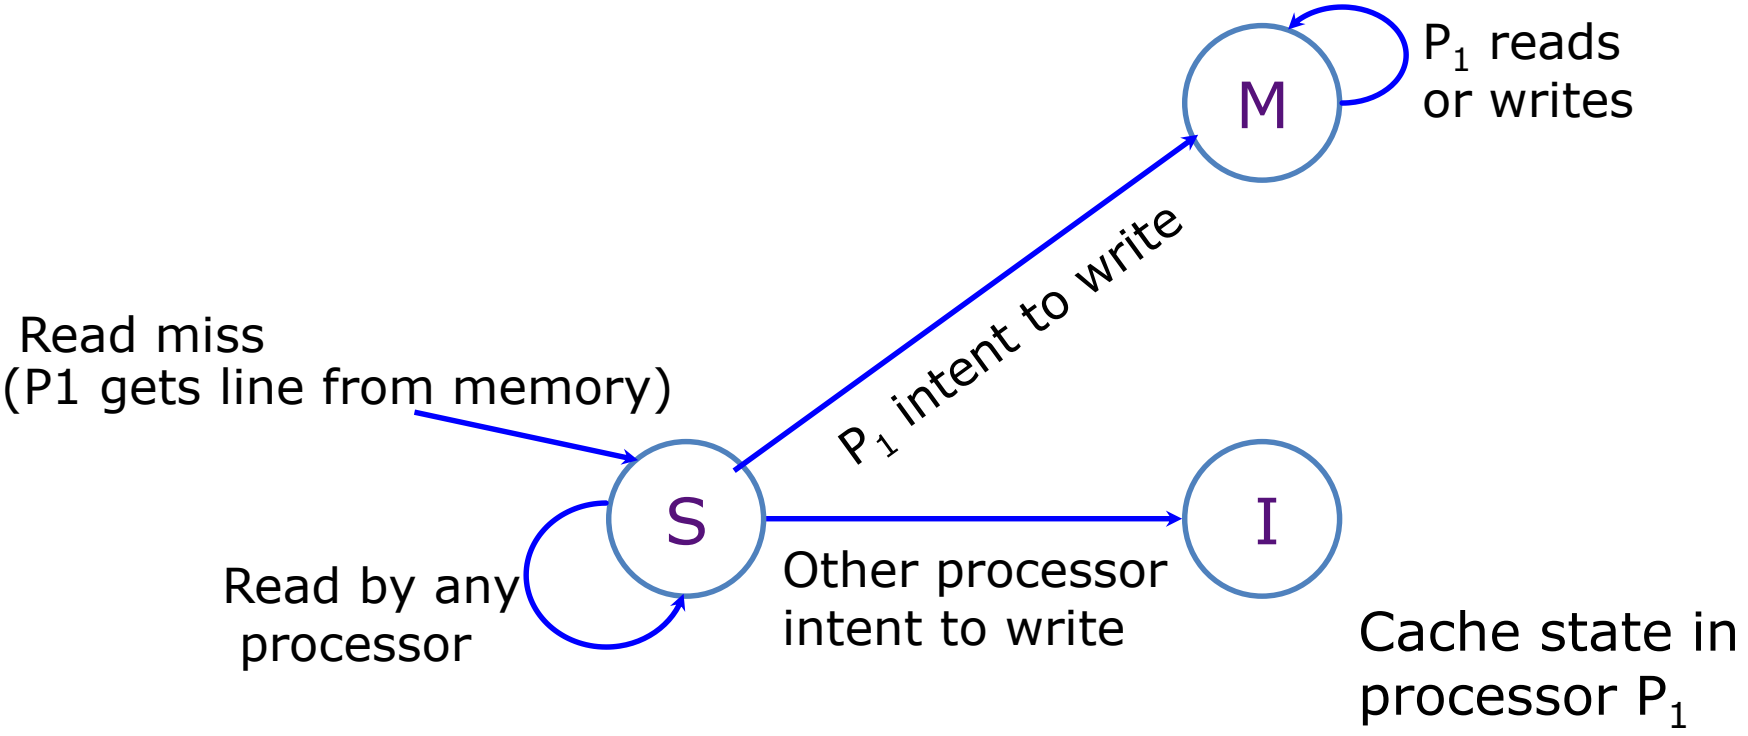 P1 reads
or writes
M
P1 intent to write
Read miss
(P1 gets line from memory)
S
I
Read by any
processor
Other processor
intent to write
Cache state in
processor P1